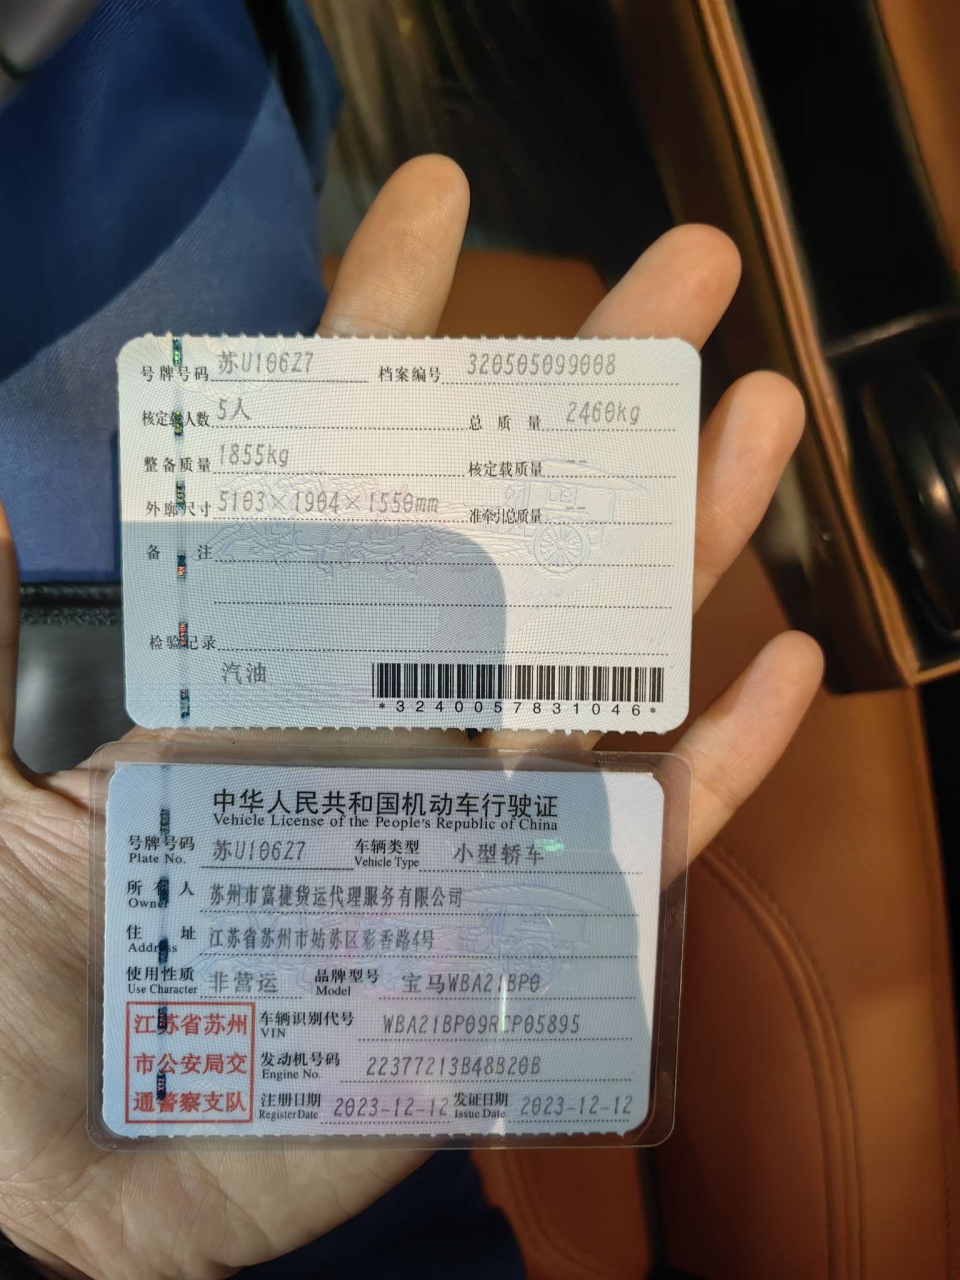 号牌号码 苏U106Z7 档案编号 320505099008
核定载人数 5人 总质量 2460kg
整备质量 1855kg 核定载质量 --
外廓尺寸 5103×1904×1550mm 准牵引总质量 --
备注
检验记录
汽油
*3240057831046*
中华人民共和国机动车行驶证
Vehicle License of the People's Republic of China
号牌号码 苏U106Z7 车辆类型 小型轿车
Plate No. Vehicle Type
所有人 苏州市富捷货运代理服务有限公司
Owner
住址 江苏省苏州市姑苏区彩香路4号
Address
使用性质 非营运 品牌型号 宝马WBA21BP0
Use Character Model
江苏省苏州
市公安局交
通警察支队
车辆识别代号 WBA21BP09RCP05895
VIN
发动机号码 22377213B48B20B
Engine No.
注册日期 2023-12-12 发证日期 2023-12-12
Register Date Issue Date